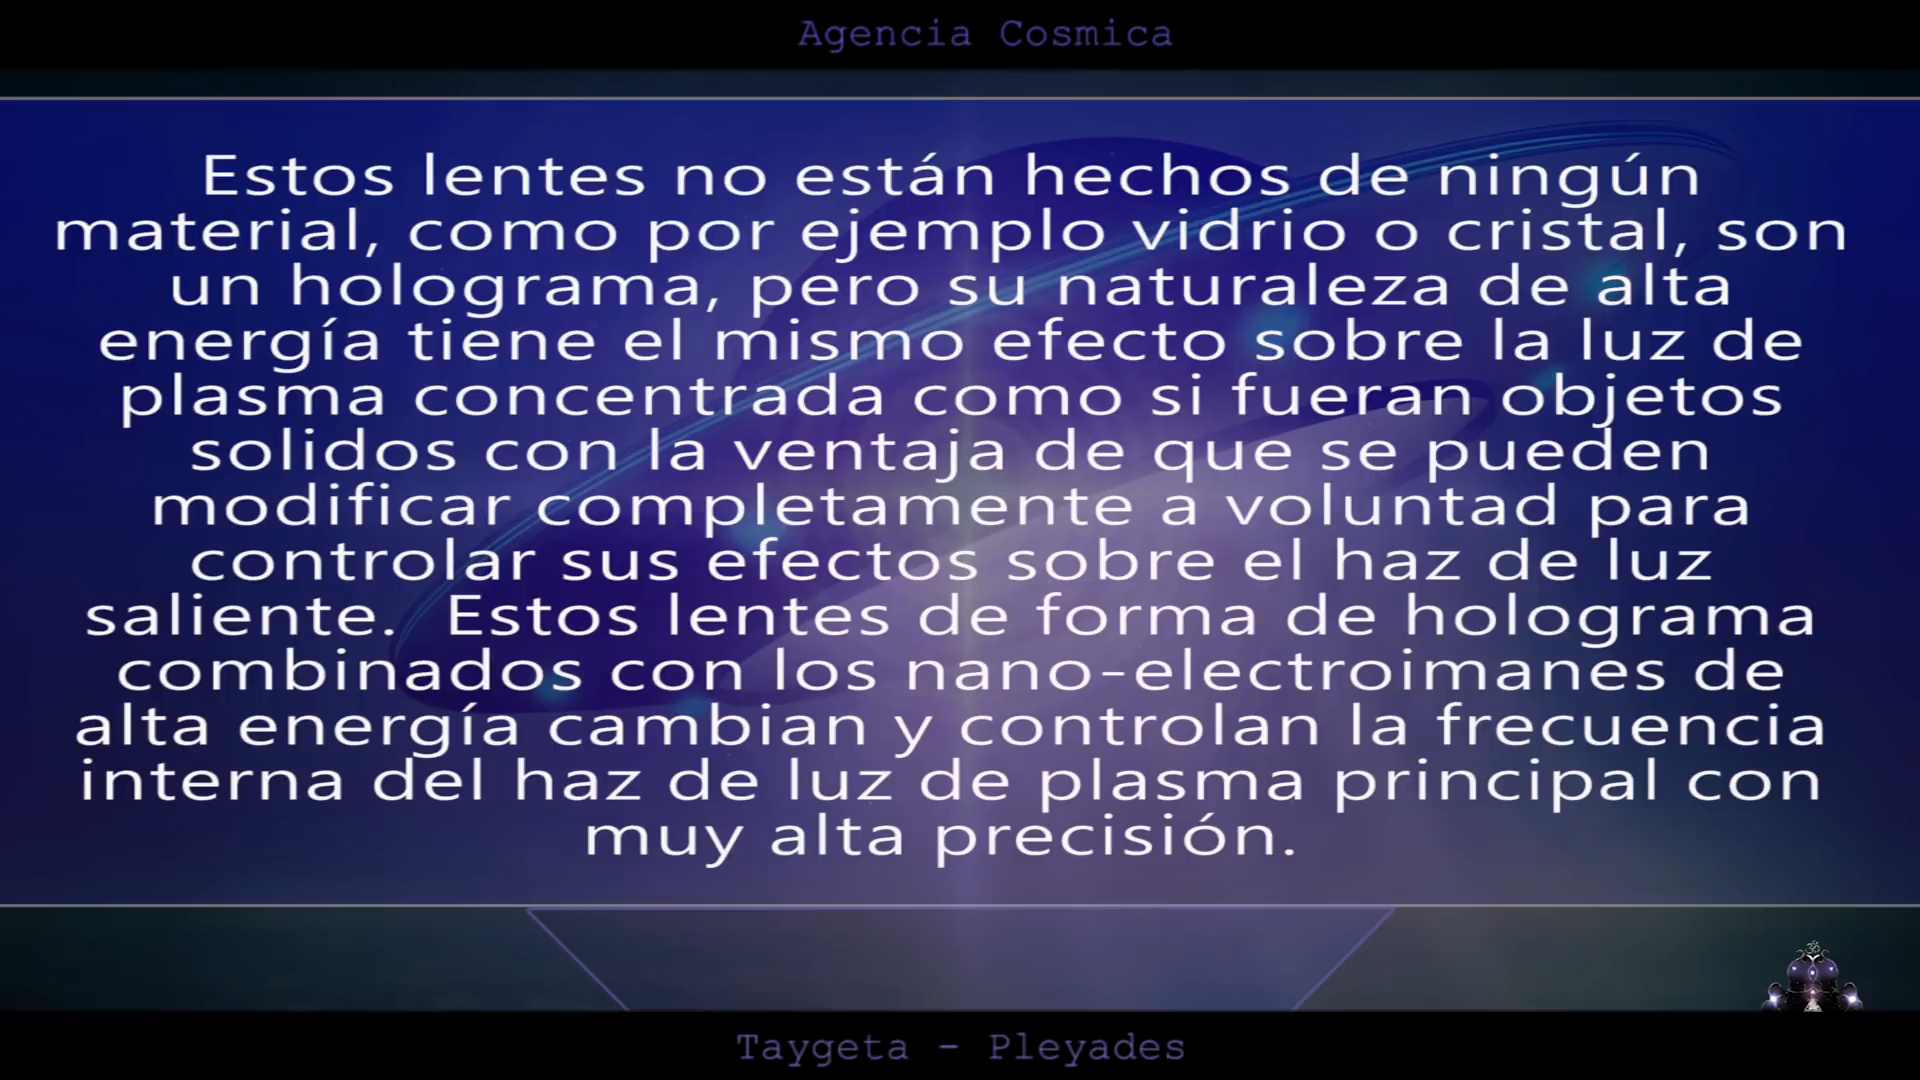 Agencia Cosmica
Estos lentes no están hechos de ningún
material, como por ejemplo vidrio o cristal, son
un holograma, pero su naturaleza de alta
energía tiene el mismo efecto sobre la luz de
plasma concentrada como si fueran objetos
solidos con la ventaja de que se pueden
modificar completamente a voluntad para
controlar sus efectos sobre el haz de luz
saliente.  Estos lentes de forma de holograma
combinados con los nano-electroimanes de
alta energía cambian y controlan la frecuencia
interna del haz de luz de plasma principal con
muy alta precisión.
ॐ
Taygeta - Pleyades